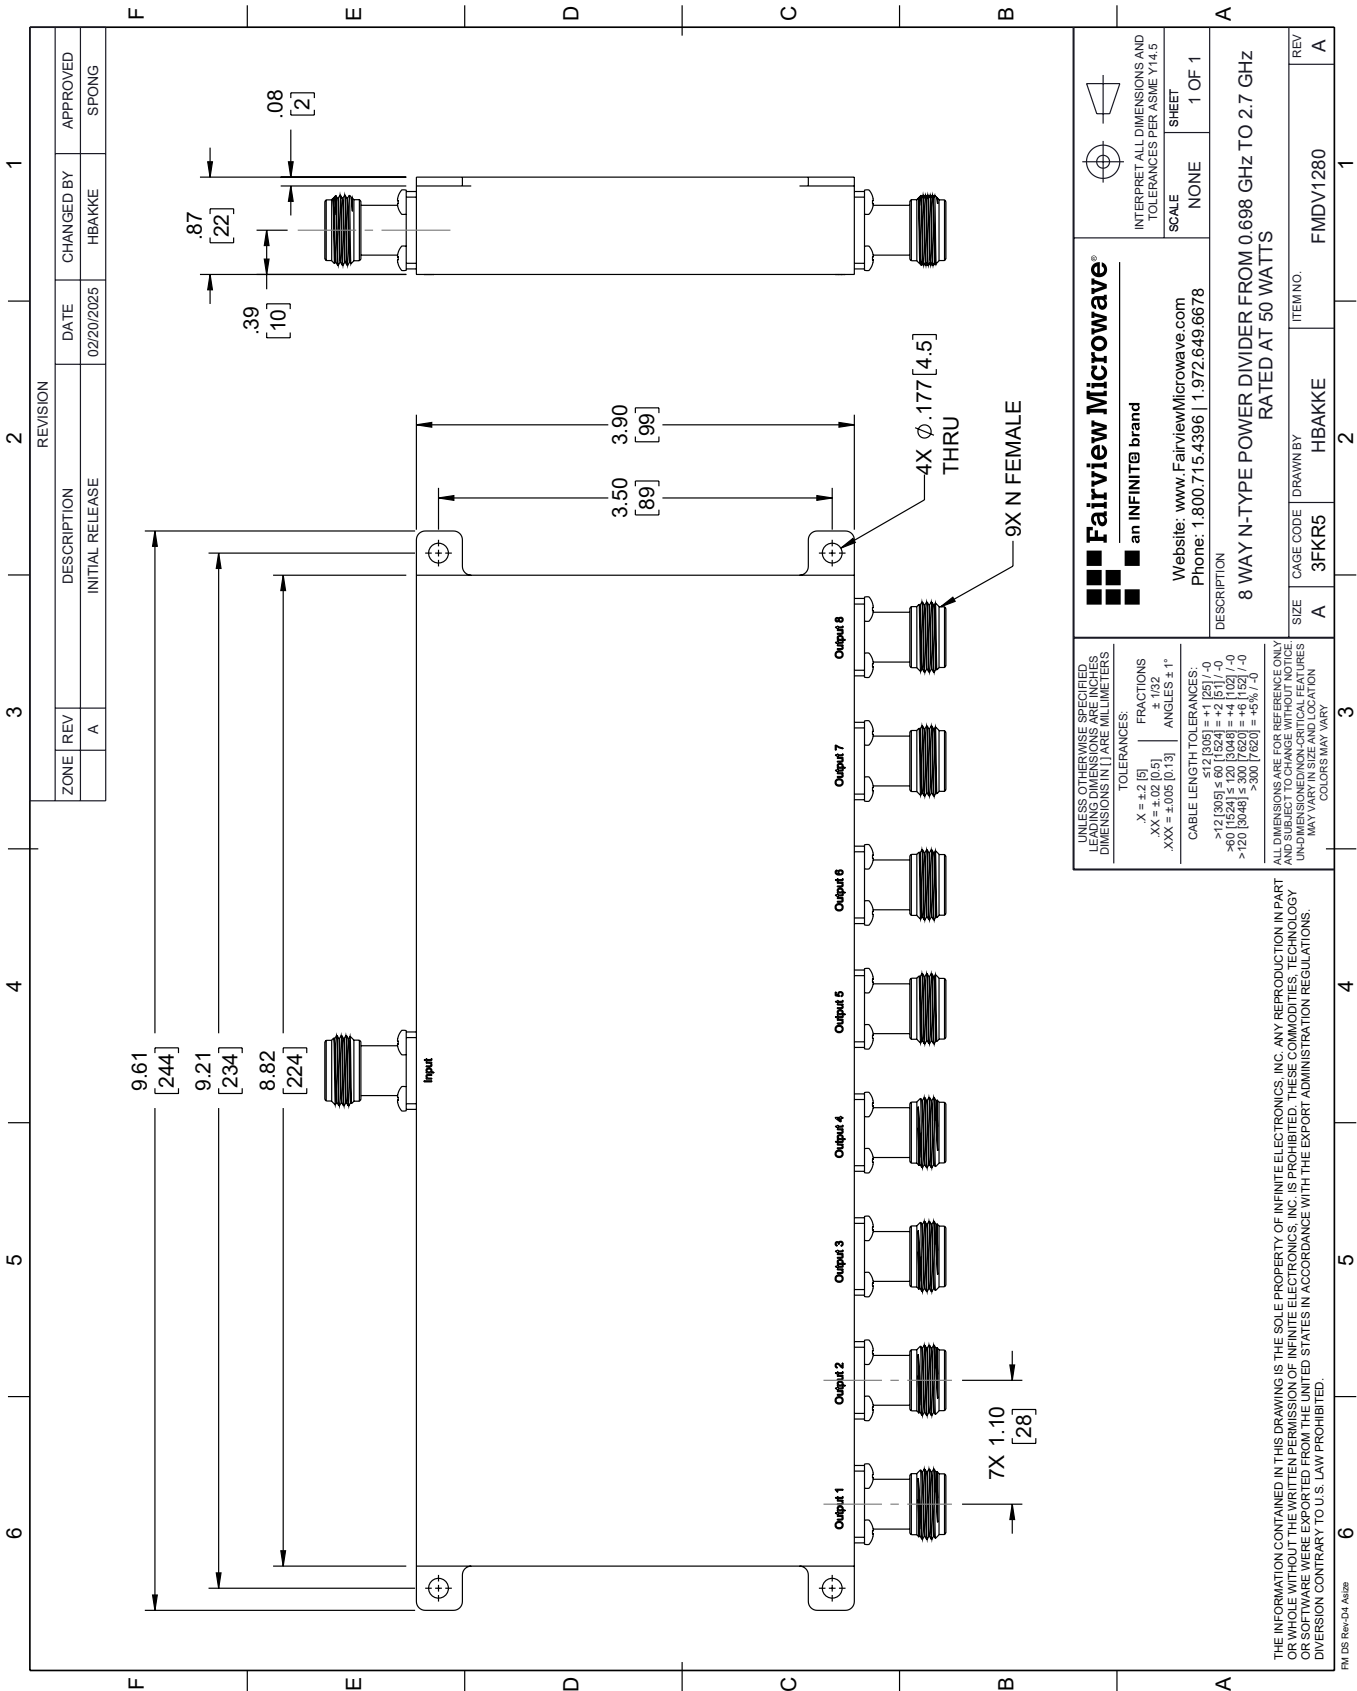 REVISION
ZONE REV DESCRIPTION DATE CHANGED BY APPROVED
A INITIAL RELEASE 02/20/2025 HBAKKE SPONG
6 5 4 3 2 1
F
E
D
C
B
A
9.61
[244]
9.21
[234]
8.82
[224]
Input
.87
[22]
.39
[10]
.08
[2]
3.90
[99]
3.50
[89]
4X Ø.177 [4.5]
THRU
9X N FEMALE
Output 1 Output 2 Output 3 Output 4 Output 5 Output 6 Output 7 Output 8
7X 1.10
[28]
UNLESS OTHERWISE SPECIFIED
LEADING DIMENSIONS ARE INCHES
DIMENSIONS IN [ ] ARE MILLIMETERS
TOLERANCES:
.X = ±.2 [5] FRACTIONS
.XX = ±.02 [0.5] ± 1/32
.XXX = ±.005 [0.13] ANGLES ± 1°
CABLE LENGTH TOLERANCES:
≤12 [305] = +1 [25] / -0
>12 [305] ≤ 60 [1524] = +2 [51] / -0
>60 [1524] ≤ 120 [3048] = +4 [102] / -0
>120 [3048] ≤ 300 [7620] = +6 [152] / -0
>300 [7620] = +5% / -0
ALL DIMENSIONS ARE FOR REFERENCE ONLY
AND SUBJECT TO CHANGE WITHOUT NOTICE.
UN-DIMENSIONED/NON-CRITICAL FEATURES
MAY VARY IN SIZE AND LOCATION
COLORS MAY VARY
Fairview Microwave®
an INFINIT® brand
Website: www.FairviewMicrowave.com
Phone: 1.800.715.4396 | 1.972.649.6678
INTERPRET ALL DIMENSIONS AND
TOLERANCES PER ASME Y14.5
SCALE NONE
SHEET 1 OF 1
DESCRIPTION
8 WAY N-TYPE POWER DIVIDER FROM 0.698 GHz TO 2.7 GHz
RATED AT 50 WATTS
SIZE A
CAGE CODE 3FKR5
DRAWN BY HBAKKE
ITEM NO. FMDV1280
REV A
THE INFORMATION CONTAINED IN THIS DRAWING IS THE SOLE PROPERTY OF INFINITE ELECTRONICS, INC. ANY REPRODUCTION IN PART
OR WHOLE WITHOUT THE WRITTEN PERMISSION OF INFINITE ELECTRONICS, INC. IS PROHIBITED. THESE COMMODITIES, TECHNOLOGY
OR SOFTWARE WERE EXPORTED FROM THE UNITED STATES IN ACCORDANCE WITH THE EXPORT ADMINISTRATION REGULATIONS.
DIVERSION CONTRARY TO U.S. LAW PROHIBITED.
6 5 4 3 2 1
F
E
D
C
B
A
FM DS Rev-D4 Asize